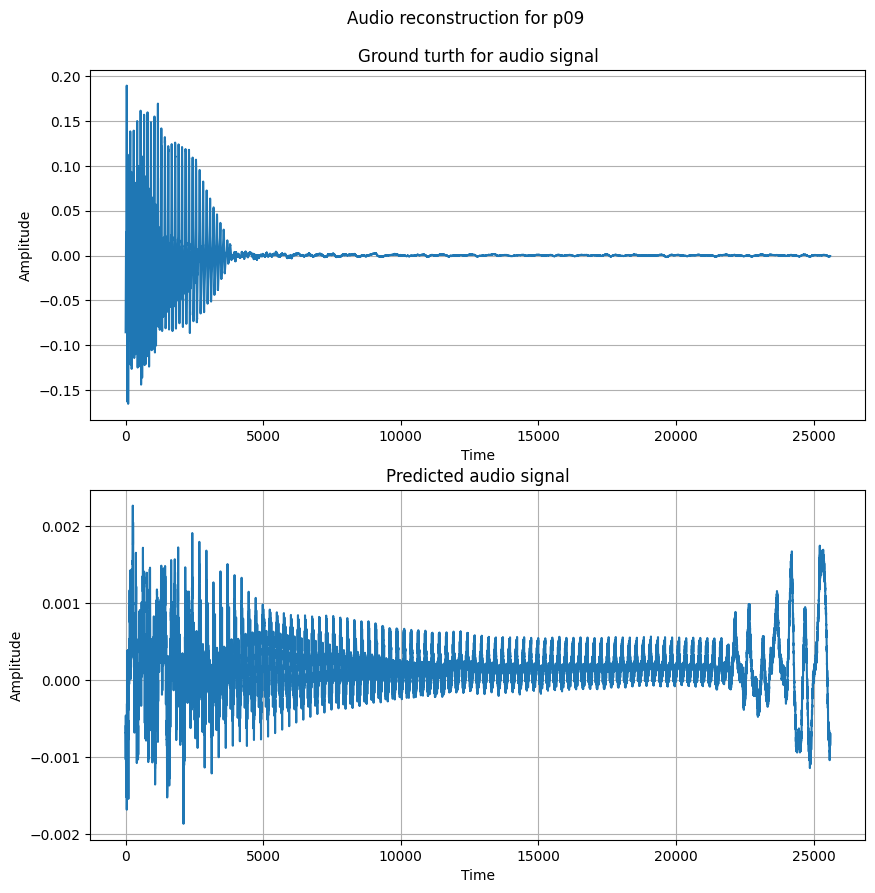 Audio reconstruction for p09
Ground turth for audio signal
0.20
0.15
0.10
0.05
0.00
−0.05
−0.10
−0.15
Amplitude
0 5000 10000 15000 20000 25000
Time
Predicted audio signal
0.002
0.001
0.000
−0.001
−0.002
Amplitude
0 5000 10000 15000 20000 25000
Time